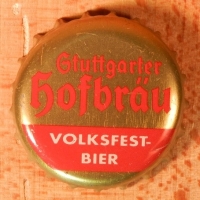 Stuttgarter
Hofbräu
VOLKSFEST-
BIER